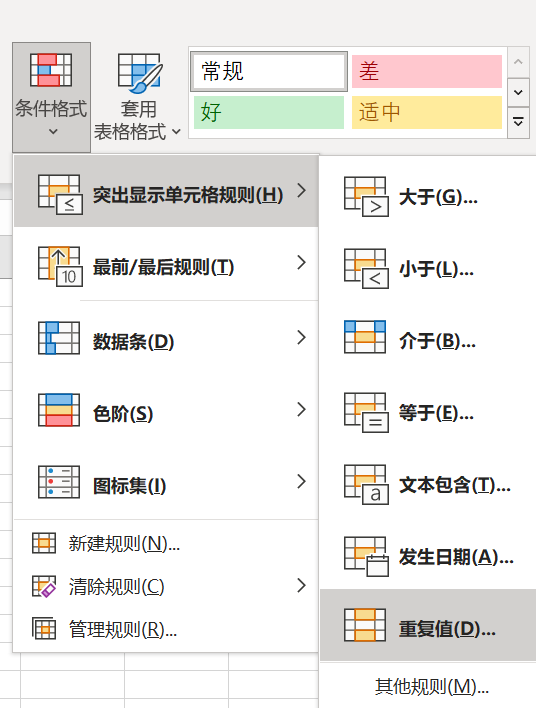 常规
差
条件格式
套用
表格格式
好
适中
突出显示单元格规则(H)
最前/最后规则(T)
10
数据条(D)
色阶(S)
图标集(I)
新建规则(N)...
清除规则(C)
管理规则(R)...
≤
大于(G)...
>
小于(L)...
<
介于(B)...
等于(E)...
=
文本包含(T)...
a
发生日期(A)...
重复值(D)...
其他规则(M)...